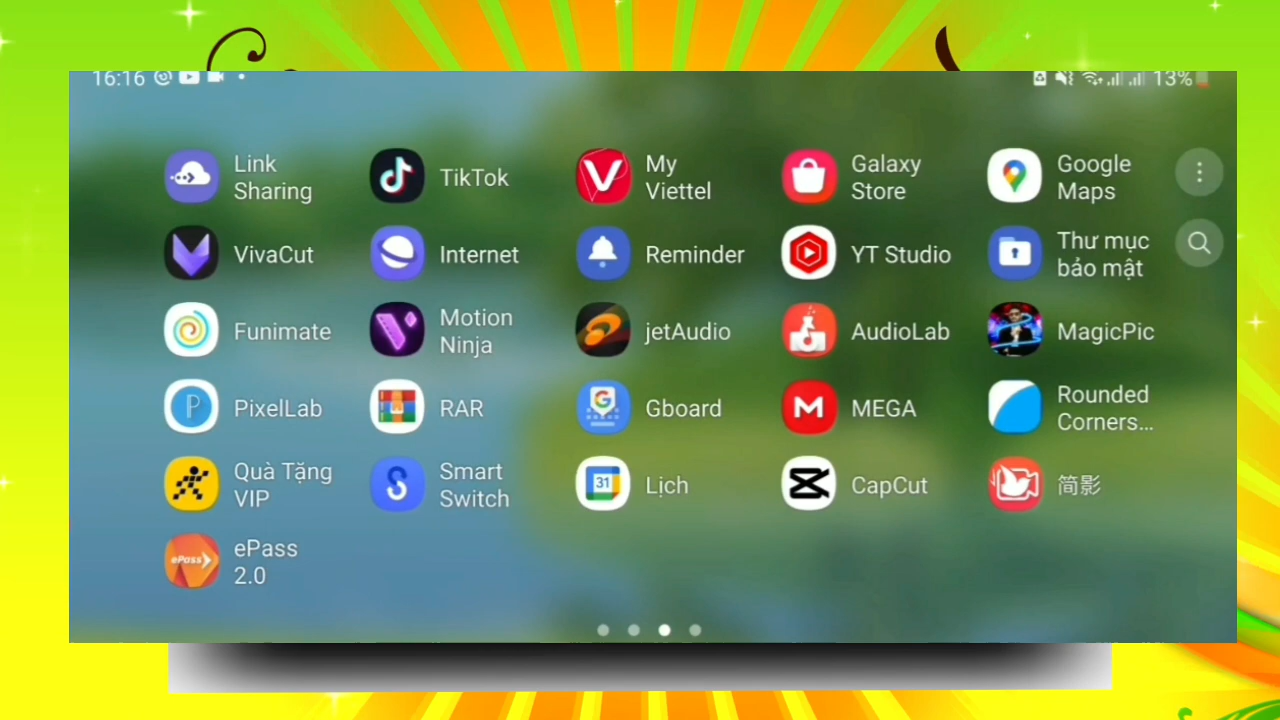 16:16
13%
Link
Sharing
TikTok
My
Viettel
Galaxy
Store
Google
Maps
VivaCut
Internet
Reminder
YT Studio
Thư mục
bảo mật
Funimate
Motion
Ninja
jetAudio
AudioLab
MagicPic
P
PixelLab
RAR
G
Gboard
M
MEGA
Rounded
Corners...
Quà Tặng
VIP
Smart
Switch
31
Lịch
CapCut
简影
ePass
ePass
2.0